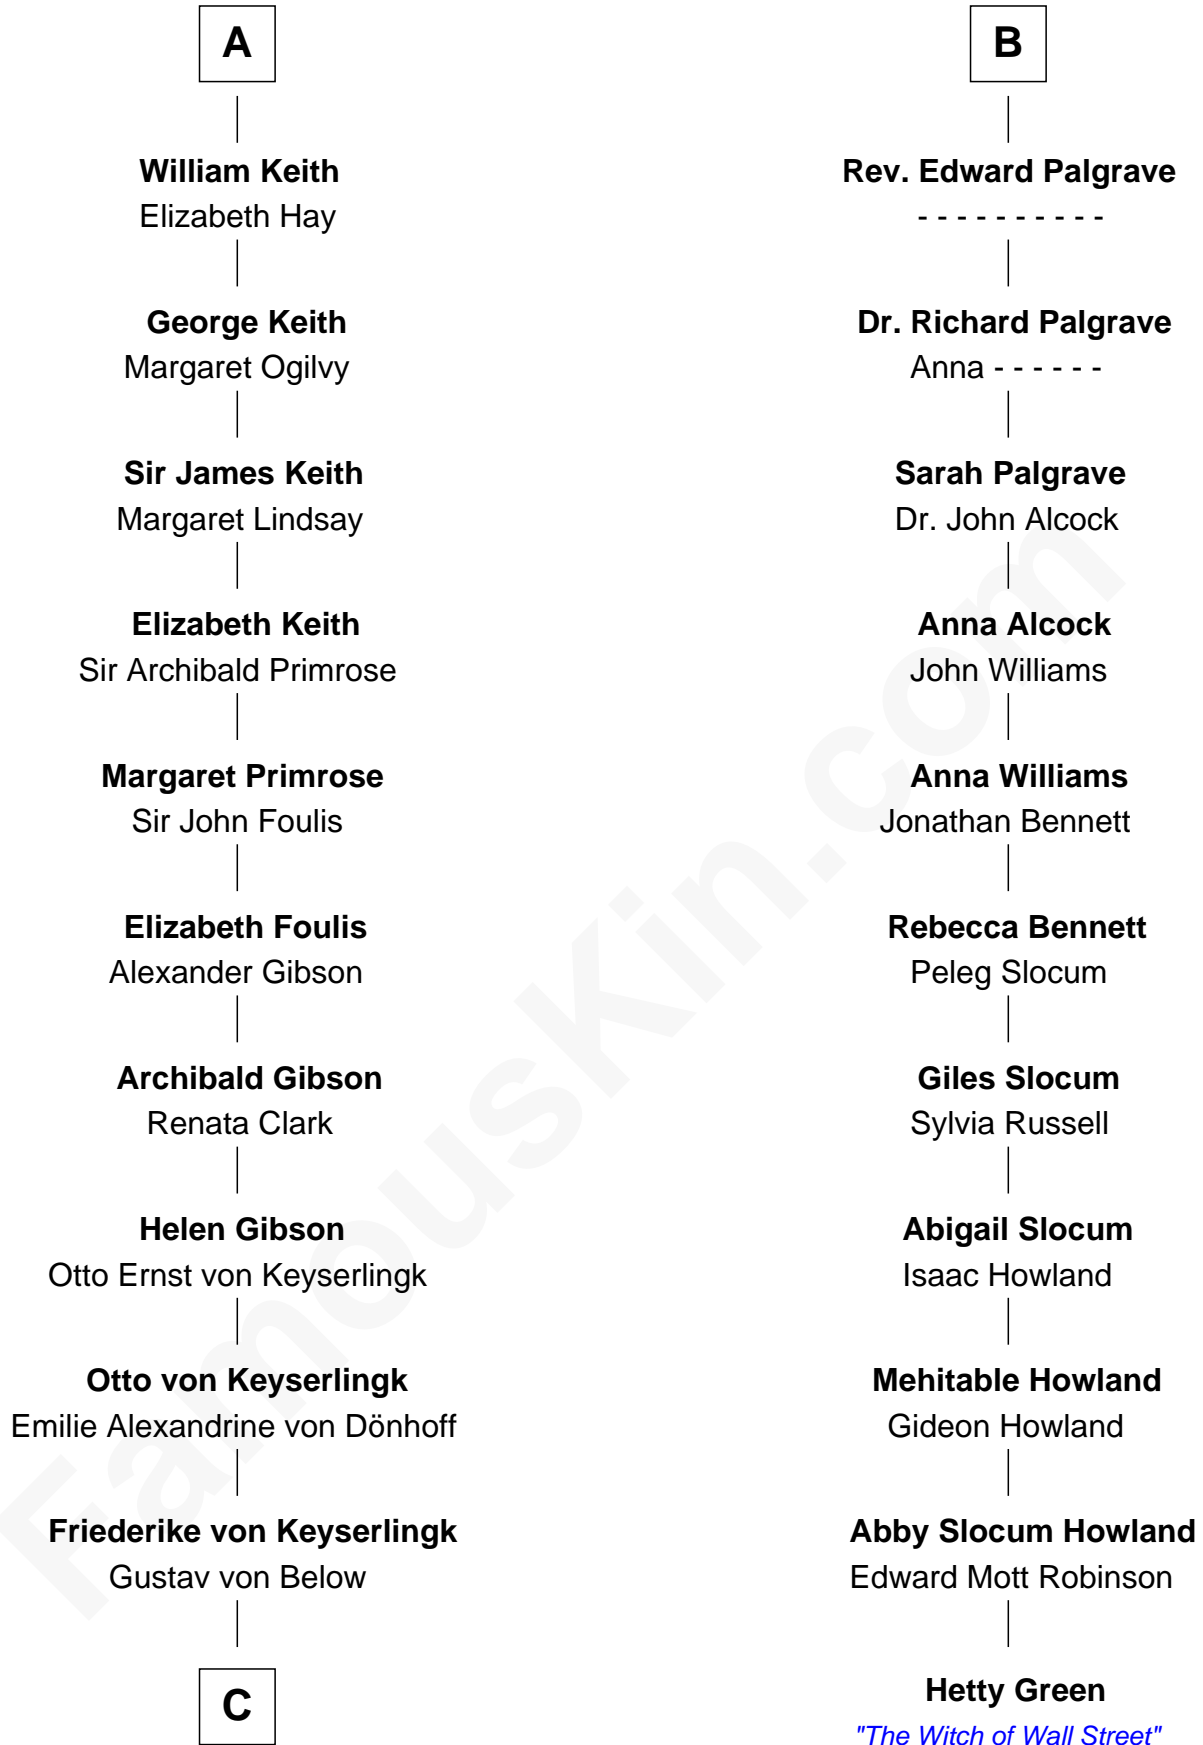 A
William Keith
Elizabeth Hay
George Keith
Margaret Ogilvy
Sir James Keith
Margaret Lindsay
Elizabeth Keith
Sir Archibald Primrose
Margaret Primrose
Sir John Foulis
Elizabeth Foulis
Alexander Gibson
Archibald Gibson
Renata Clark
Helen Gibson
Otto Ernst von Keyserlingk
Otto von Keyserlingk
Emilie Alexandrine von Dönhoff
Friederike von Keyserlingk
Gustav von Below
C
B
Rev. Edward Palgrave
- - - - - - - - - -
Dr. Richard Palgrave
Anna - - - - - -
Sarah Palgrave
Dr. John Alcock
Anna Alcock
John Williams
Anna Williams
Jonathan Bennett
Rebecca Bennett
Peleg Slocum
Giles Slocum
Sylvia Russell
Abigail Slocum
Isaac Howland
Mehitable Howland
Gideon Howland
Abby Slocum Howland
Edward Mott Robinson
Hetty Green
"The Witch of Wall Street"
FamousKin.com